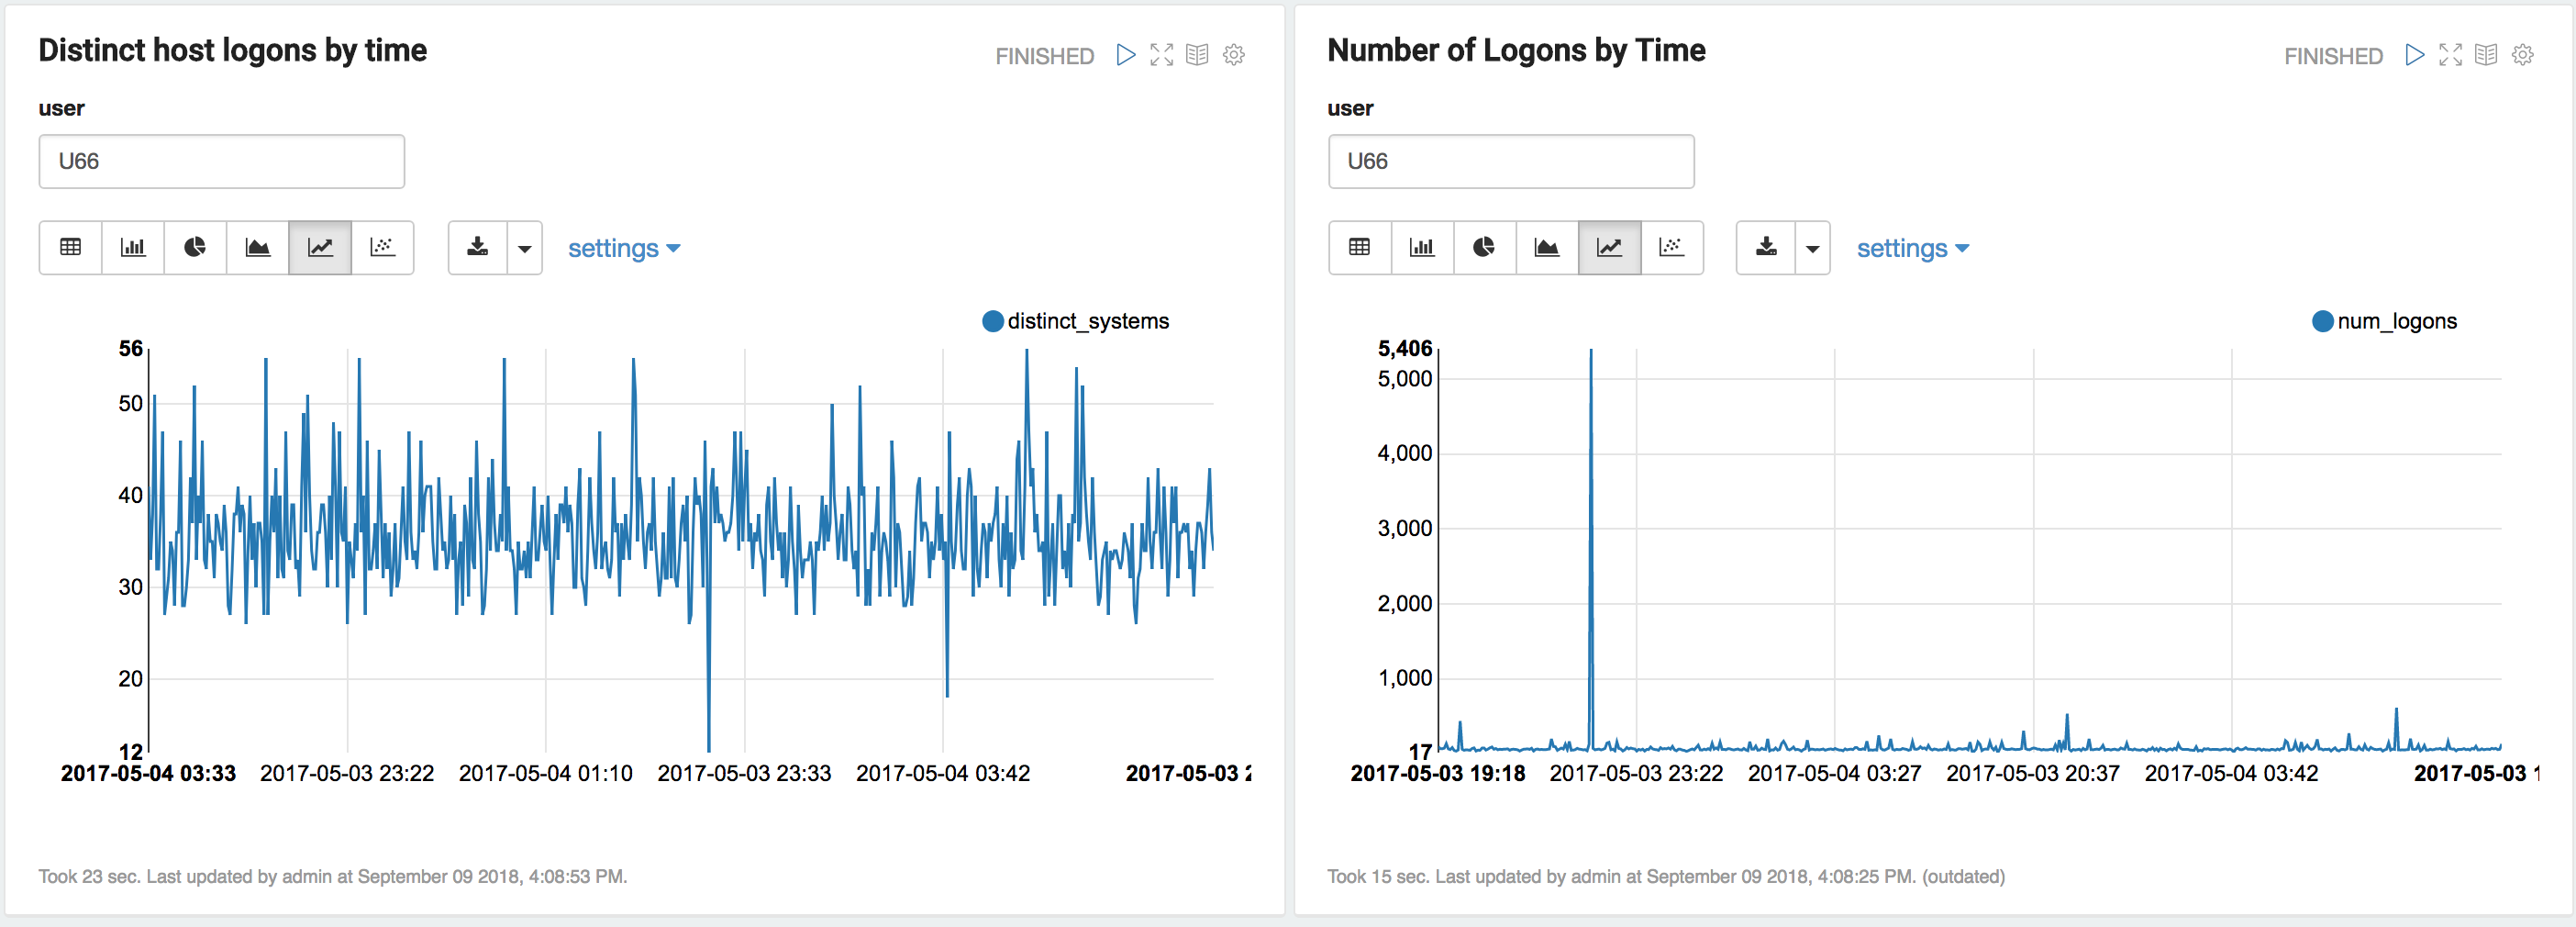 Distinct host logons by time
FINISHED
user
U66
settings
distinct_systems
56
50
40
30
20
12
2017-05-04 03:33 2017-05-03 23:22 2017-05-04 01:10 2017-05-03 23:33 2017-05-04 03:42 2017-05-03
Took 23 sec. Last updated by admin at September 09 2018, 4:08:53 PM.
Number of Logons by Time
FINISHED
user
U66
settings
num_logons
5,406
5,000
4,000
3,000
2,000
1,000
17
2017-05-03 19:18 2017-05-03 23:22 2017-05-04 03:27 2017-05-03 20:37 2017-05-04 03:42 2017-05-03
Took 15 sec. Last updated by admin at September 09 2018, 4:08:25 PM. (outdated)